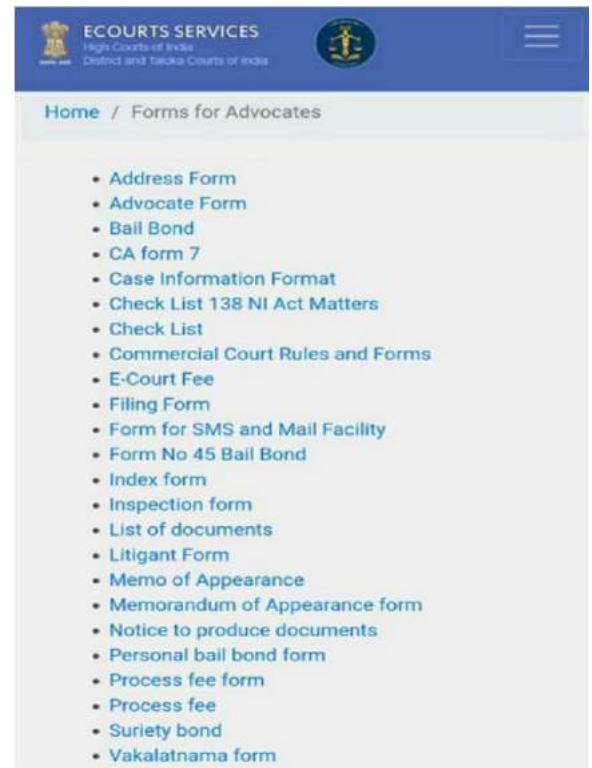 ECOURTS SERVICES
High Courts of India
District and Taluka Courts of India
Home / Forms for Advocates
• Address Form
• Advocate Form
• Bail Bond
• CA form 7
• Case Information Format
• Check List 138 NI Act Matters
• Check List
• Commercial Court Rules and Forms
• E-Court Fee
• Filing Form
• Form for SMS and Mail Facility
• Form No 45 Bail Bond
• Index form
• Inspection form
• List of documents
• Litigant Form
• Memo of Appearance
• Memorandum of Appearance form
• Notice to produce documents
• Personal bail bond form
• Process fee form
• Process fee
• Suriety bond
• Vakalatnama form